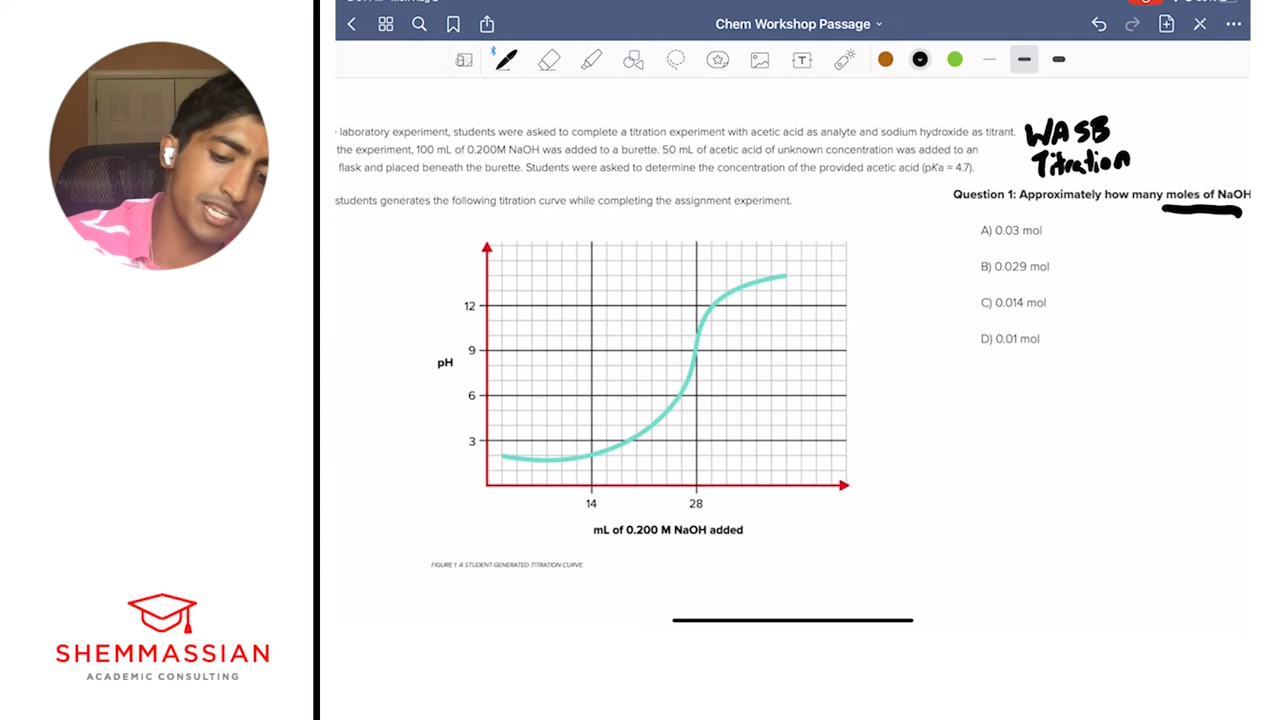 Chem Workshop Passage
laboratory experiment, students were asked to complete a titration experiment with acetic acid as analyte and sodium hydroxide as titrant.
the experiment, 100 mL of 0.200M NaOH was added to a burette. 50 mL of acetic acid of unknown concentration was added to an
flask and placed beneath the burette. Students were asked to determine the concentration of the provided acetic acid (pKa = 4.7).
students generates the following titration curve while completing the assignment experiment.
WASB
Titration
Question 1: Approximately how many moles of NaOH
A) 0.03 mol
B) 0.029 mol
C) 0.014 mol
D) 0.01 mol
12
9
pH
6
3
14 28
mL of 0.200 M NaOH added
FIGURE 1: A STUDENT-GENERATED TITRATION CURVE
SHEMMASSIAN
ACADEMIC CONSULTING